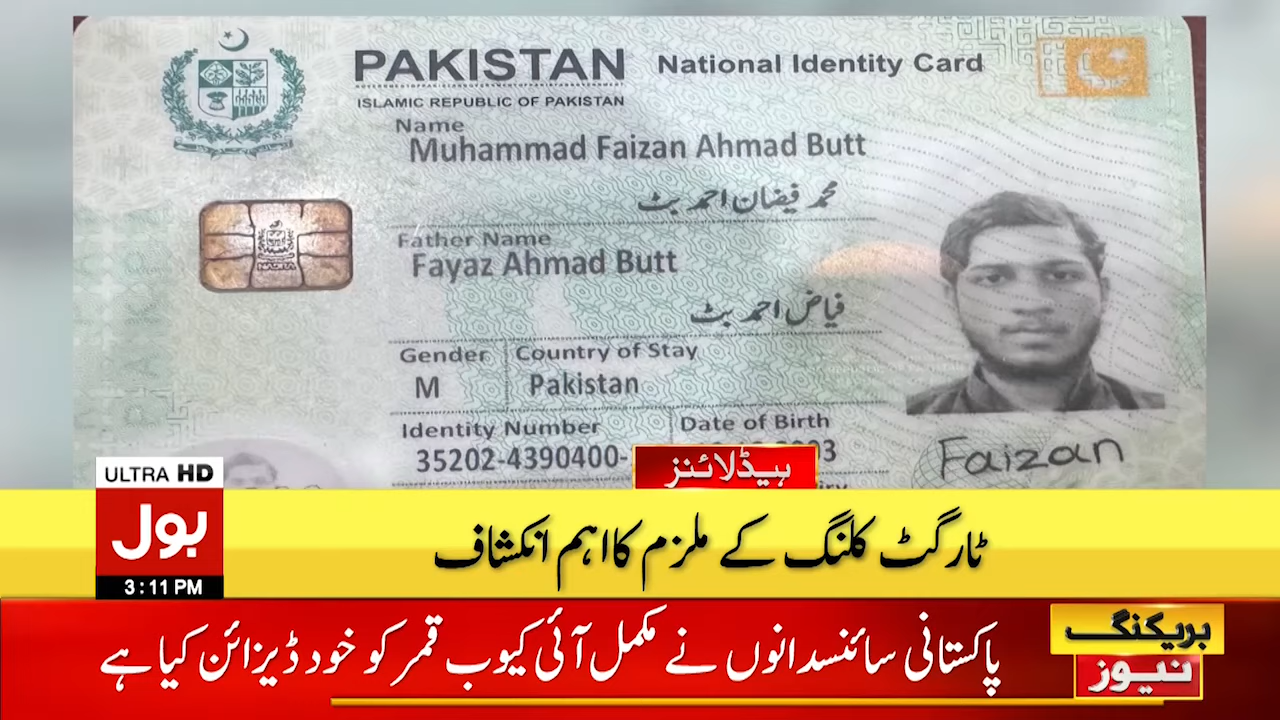 PAKISTAN National Identity Card
ISLAMIC REPUBLIC OF PAKISTAN
Name
Muhammad Faizan Ahmad Butt
محمد فیضان احمد بٹ
Father Name
Fayaz Ahmad Butt
فیاض احمد بٹ
Gender Country of Stay
M Pakistan
Identity Number Date of Birth
35202-4390400-
Faizan
ہیڈلائنز
ULTRA HD
بول
3:11 PM
ٹارگٹ کلنگ کے ملزم کا اہم انکشاف
بریکنگ
نیوز
پاکستانی سائنسدانوں نے مکمل آئی کیوب قمر کو خود ڈیزائن کیا ہے